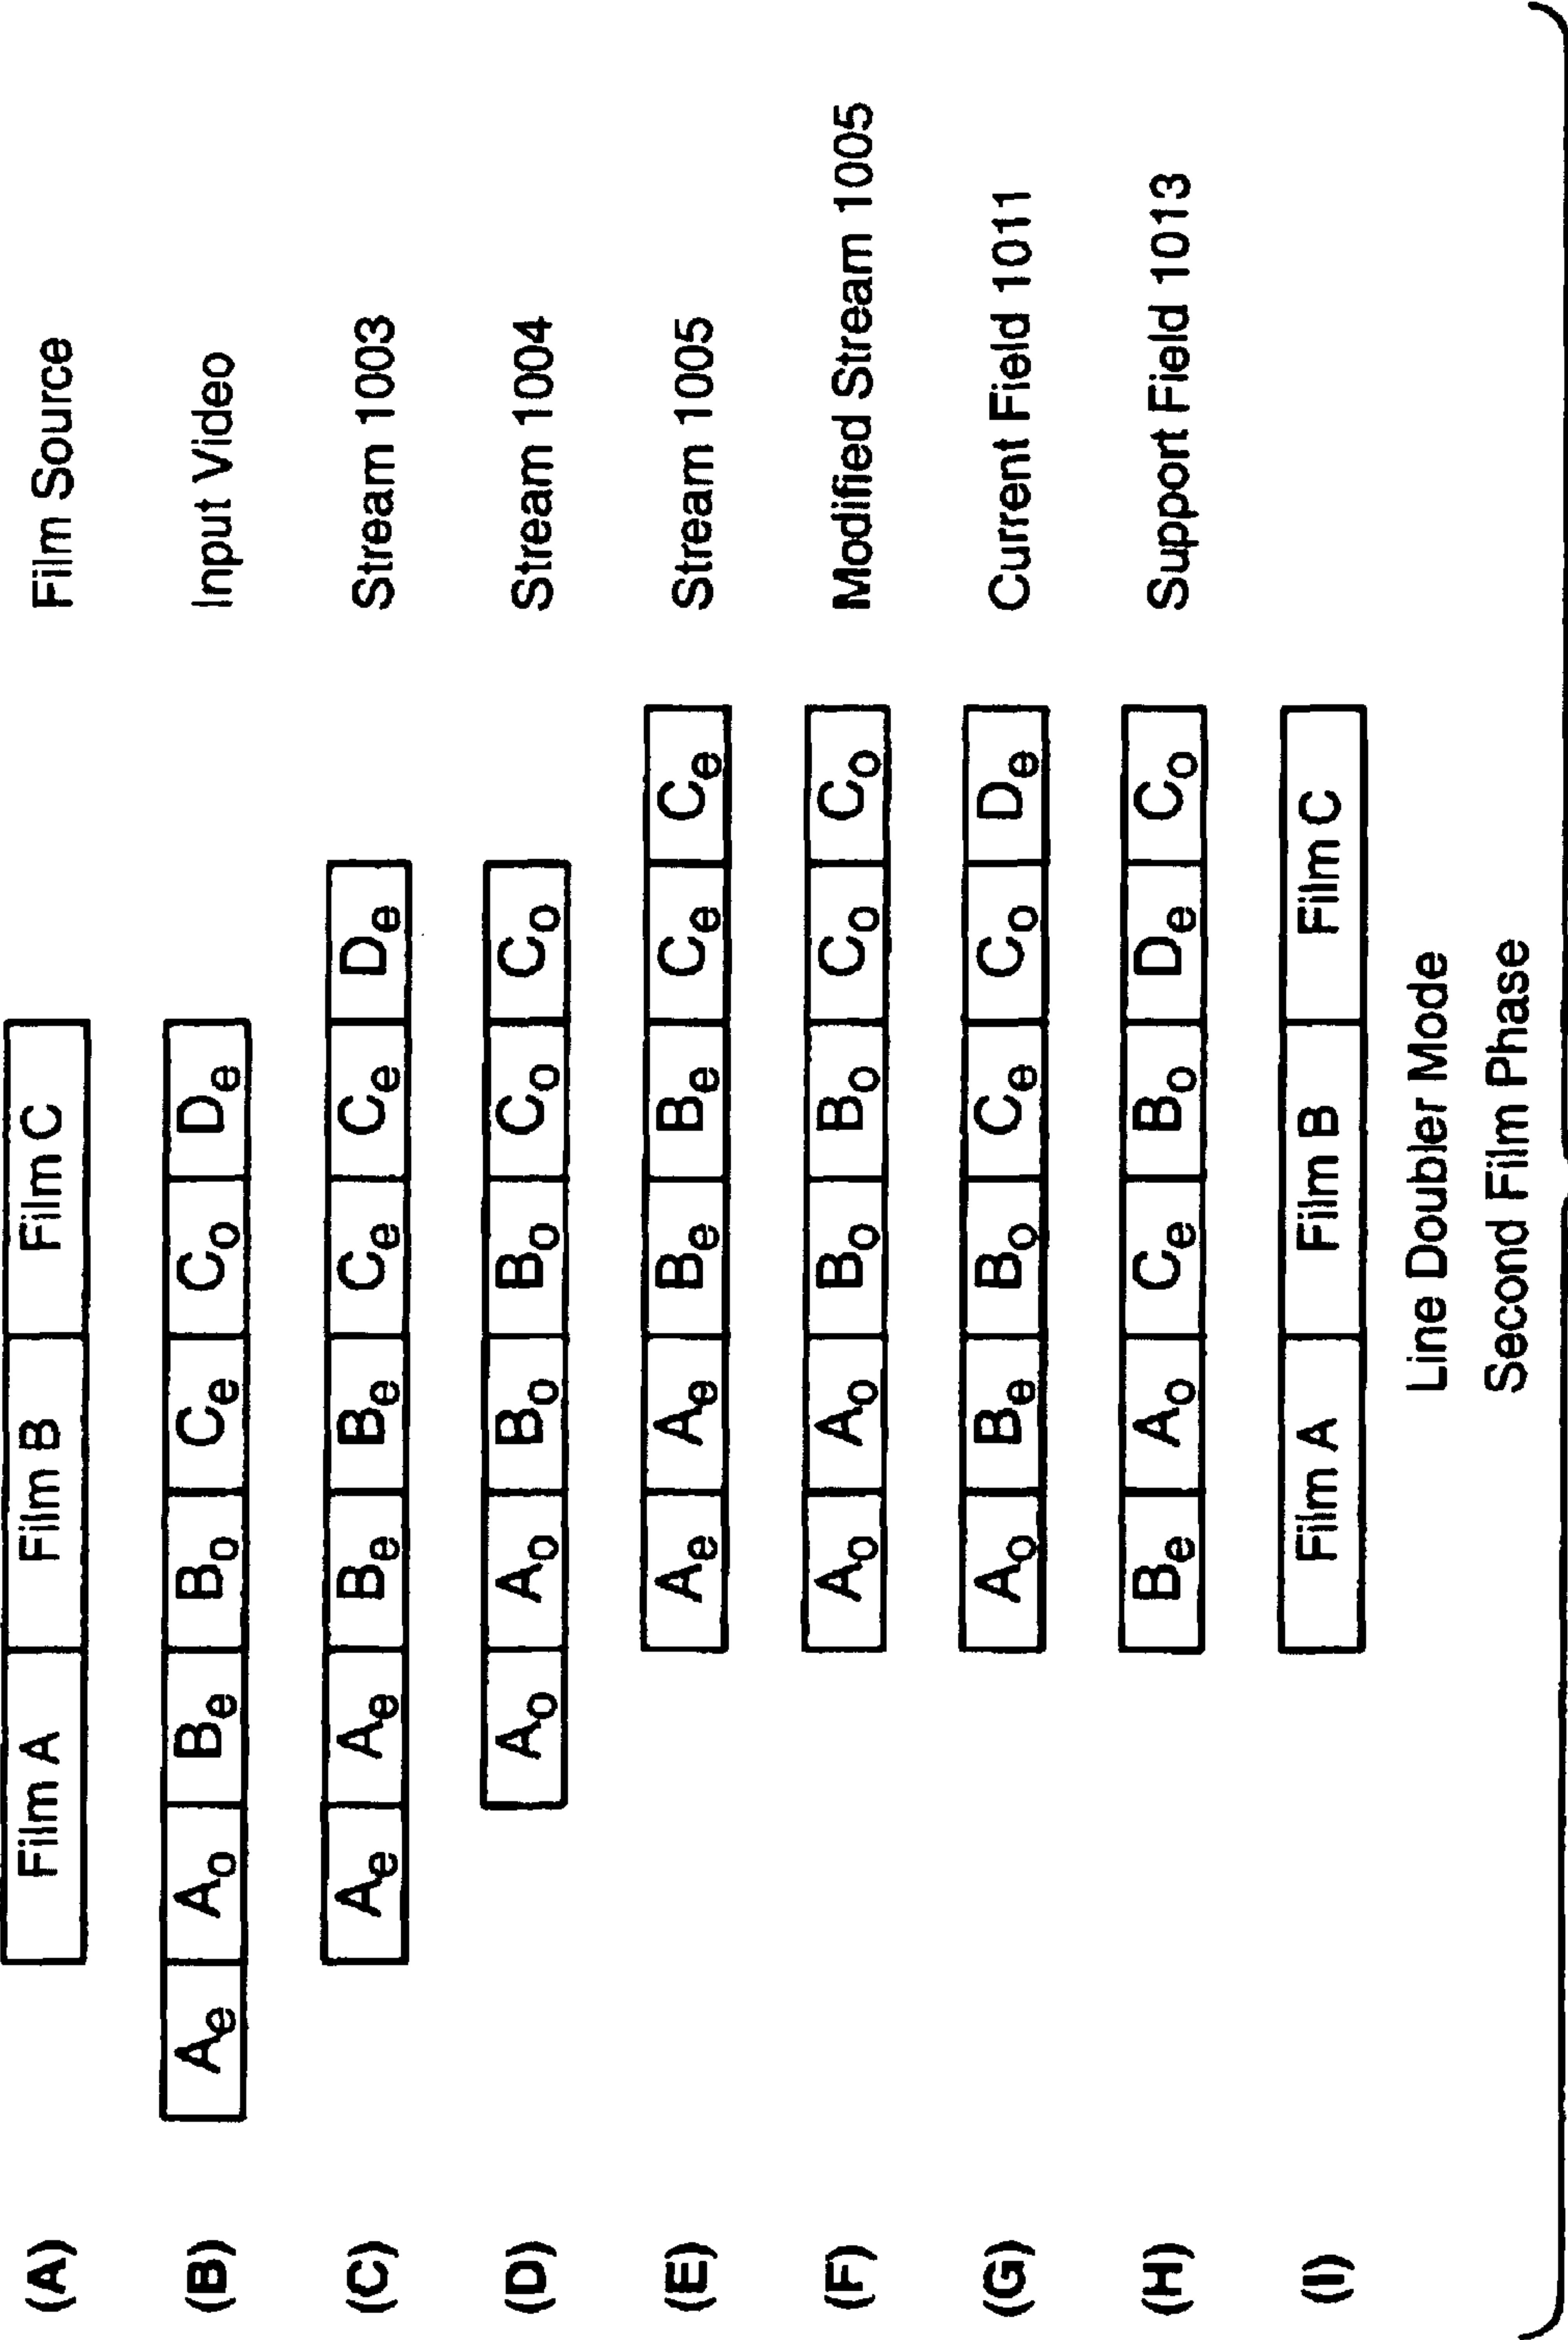 (A) Film A Film B Film C Film Source
(B) Ae Ao Be Bo Ce Co De Input Video
(C) Ae Ae Be Be Ce Ce De Stream 1003
(D) Ao Ao Bo Bo Co Co Stream 1004
(E) Ae Ae Be Be Ce Ce Stream 1005
(F) Ao Ao Bo Bo Co Co Modified Stream 1005
(G) Ao Be Bo Ce Co De Current Field 1011
(H) Be Ao Ce Bo De Co Support Field 1013
(I) Film A Film B Film C
Line Doubler Mode
Second Film Phase